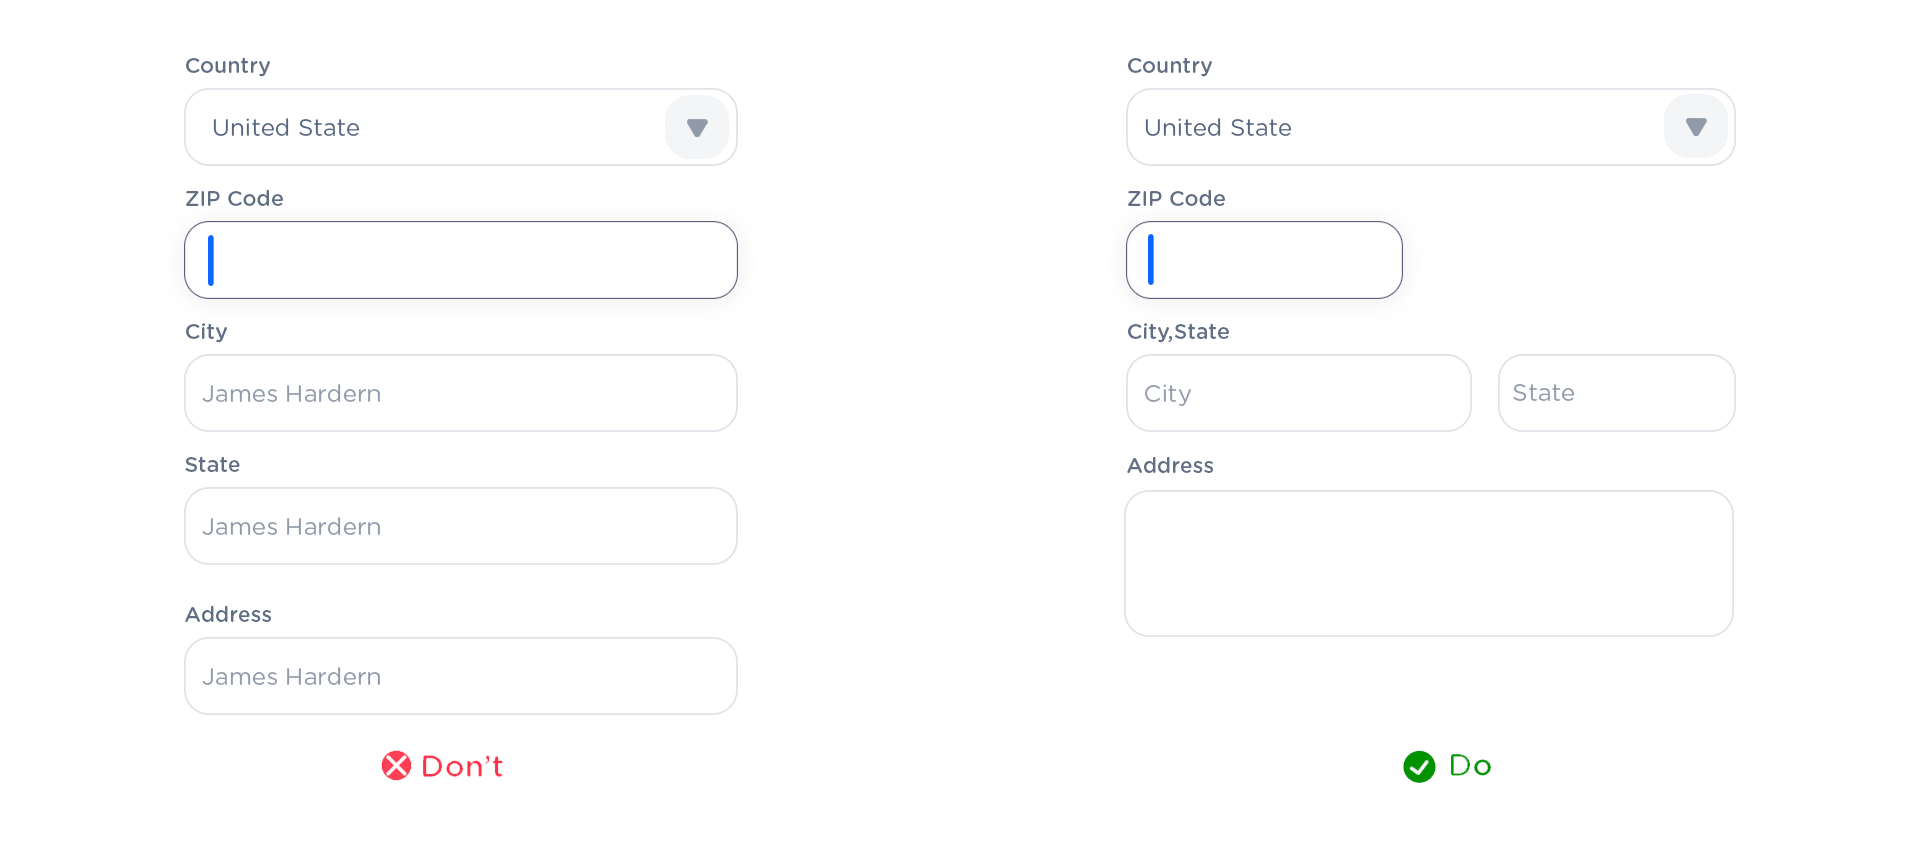 Country
United State
ZIP Code
City
James Hardern
State
James Hardern
Address
James Hardern
Don't
Country
United State
ZIP Code
City,State
City State
Address
Do